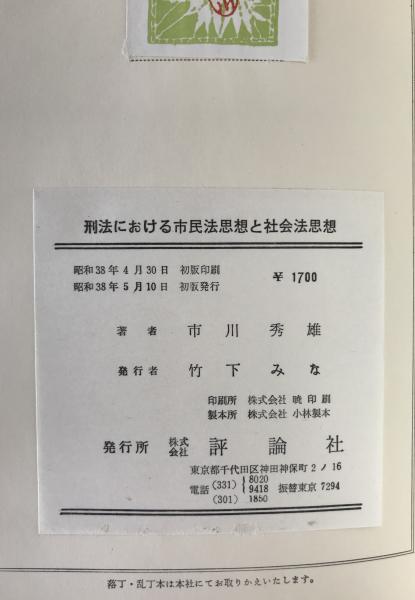 刑法における市民法思想と社会法思想
昭和38年4月30日 初版印刷
昭和38年5月10日 初版発行
¥ 1700
著者 市川秀雄
発行者 竹下みな
印刷所 株式会社 暁印刷
製本所 株式会社 小林製本
発行所 株式会社 評論社
東京都千代田区神田神保町2ノ16
電話 (331) 8020 9418 振替東京 7294
(301) 1850
落丁・乱丁本は本社にてお取りかえいたします。